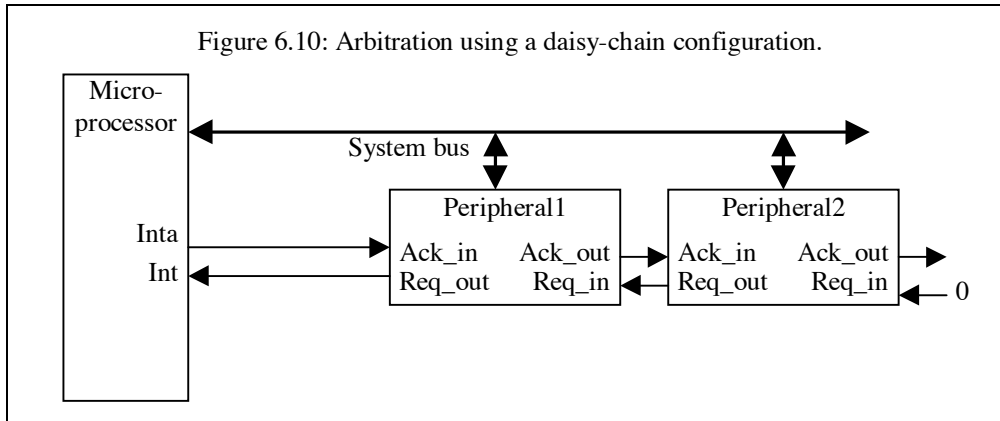 Figure 6.10: Arbitration using a daisy-chain configuration.
Micro-
processor
System bus
Peripheral1
Peripheral2
Inta
Ack_in Ack_out
Ack_in Ack_out
Int
Req_out Req_in
Req_out Req_in
0